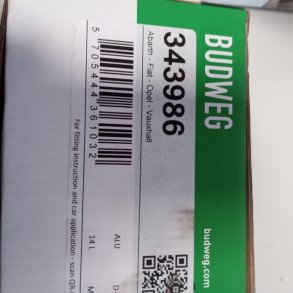 BUDWEG
budweg.com
343986
Abarth - Fiat - Opel - Vauxhall
5 705444 361032
ALU
14 L
For fitting instruction and car application - scan QR-